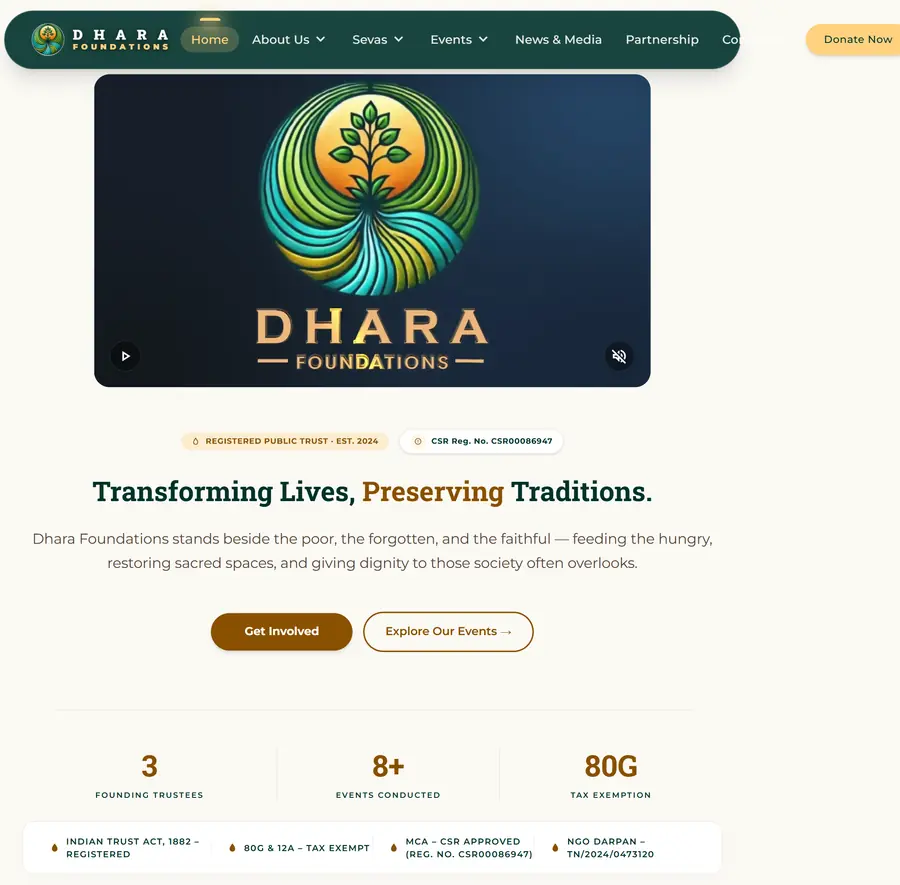 DHARA
FOUNDATIONS
Home
About Us
Sevas
Events
News & Media
Partnership
Donate Now
DHARA
FOUNDATIONS
REGISTERED PUBLIC TRUST · EST. 2024
CSR Reg. No. CSR00086947
Transforming Lives, Preserving Traditions.
Dhara Foundations stands beside the poor, the forgotten, and the faithful — feeding the hungry,
restoring sacred spaces, and giving dignity to those society often overlooks.
Get Involved
Explore Our Events →
3
8+
80G
FOUNDING TRUSTEES
EVENTS CONDUCTED
TAX EXEMPTION
INDIAN TRUST ACT, 1882 –
REGISTERED
80G & 12A – TAX EXEMPT
MCA – CSR APPROVED
(REG. NO. CSR00086947)
NGO DARPAN –
TN/2024/0473120